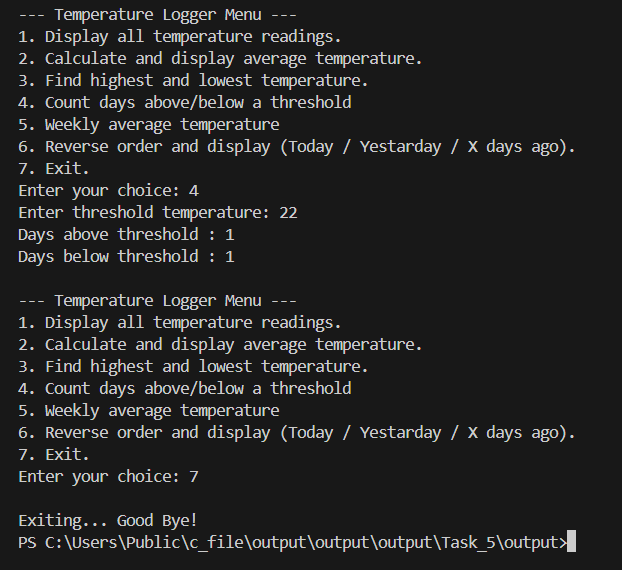 --- Temperature Logger Menu ---
1. Display all temperature readings.
2. Calculate and display average temperature.
3. Find highest and lowest temperature.
4. Count days above/below a threshold
5. Weekly average temperature
6. Reverse order and display (Today / Yestarday / X days ago).
7. Exit.
Enter your choice: 4
Enter threshold temperature: 22
Days above threshold : 1
Days below threshold : 1
--- Temperature Logger Menu ---
1. Display all temperature readings.
2. Calculate and display average temperature.
3. Find highest and lowest temperature.
4. Count days above/below a threshold
5. Weekly average temperature
6. Reverse order and display (Today / Yestarday / X days ago).
7. Exit.
Enter your choice: 7
Exiting... Good Bye!
PS C:\Users\Public\c_file\output\output\output\Task_5\output>